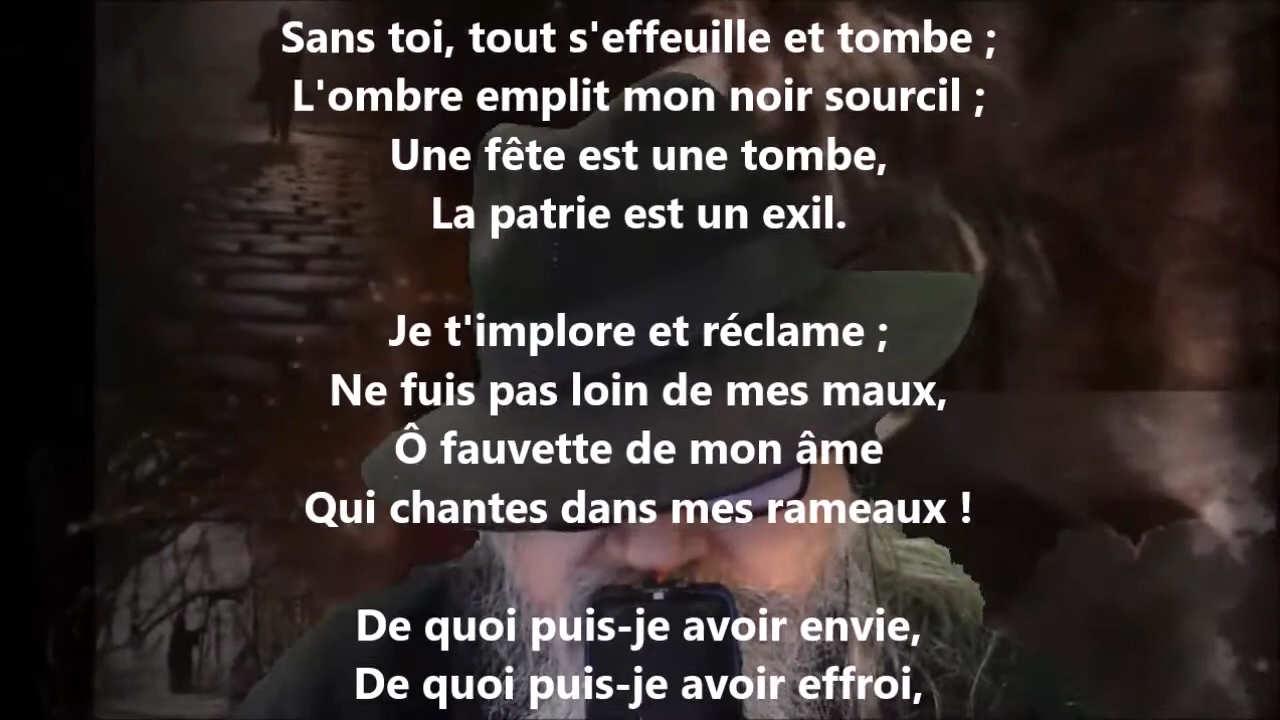 Sans toi, tout s'effeuille et tombe ;
L'ombre emplit mon noir sourcil ;
Une fête est une tombe,
La patrie est un exil.
Je t'implore et réclame ;
Ne fuis pas loin de mes maux,
Ô fauvette de mon âme
Qui chantes dans mes rameaux !
De quoi puis-je avoir envie,
De quoi puis-je avoir effroi,